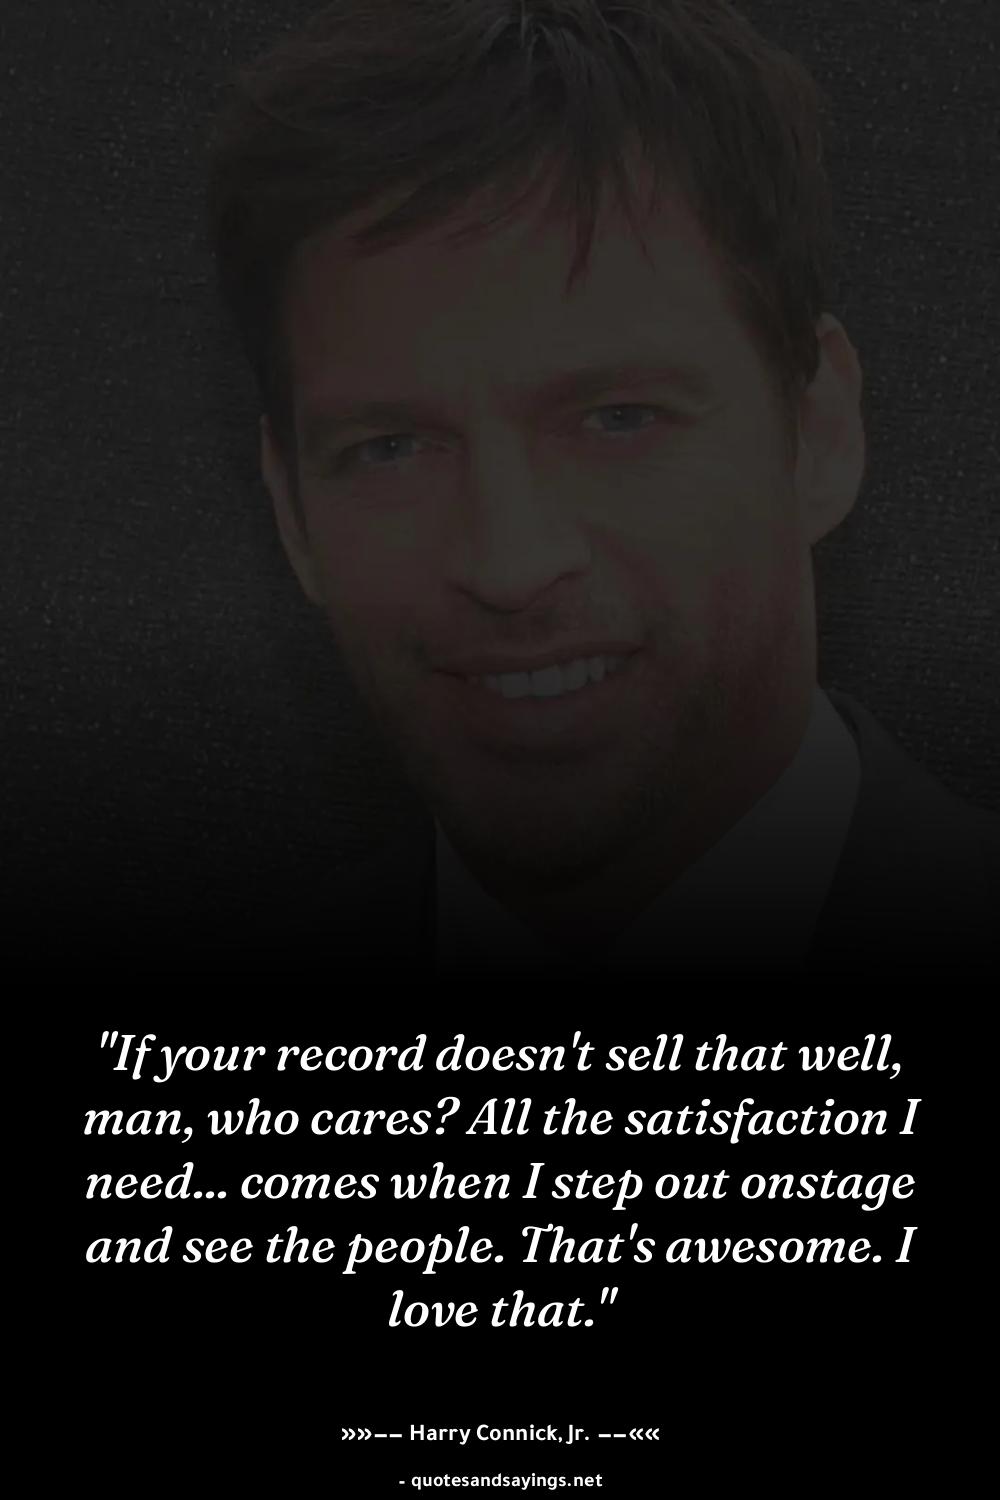 "If your record doesn't sell that well,
man, who cares? All the satisfaction I
need... comes when I step out onstage
and see the people. That's awesome. I
love that."
»»−− Harry Connick, Jr. −−««
- quotesandsayings.net